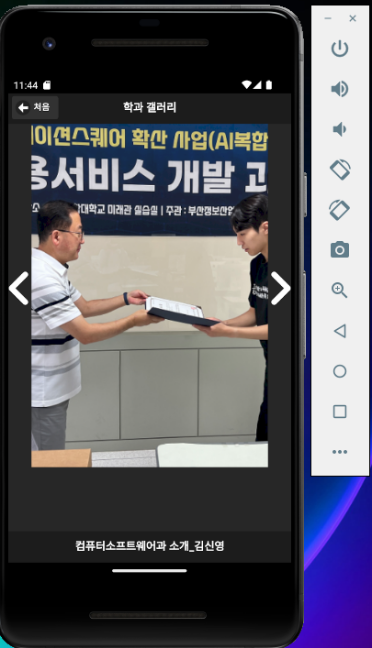 11:44
처음
학과 갤러리
이션스퀘어 확산 사업(AI복합
용서비스 개발 과
대학교 미래관 실습실 | 주관 : 부산정보산업
컴퓨터소프트웨어과 소개_김신영